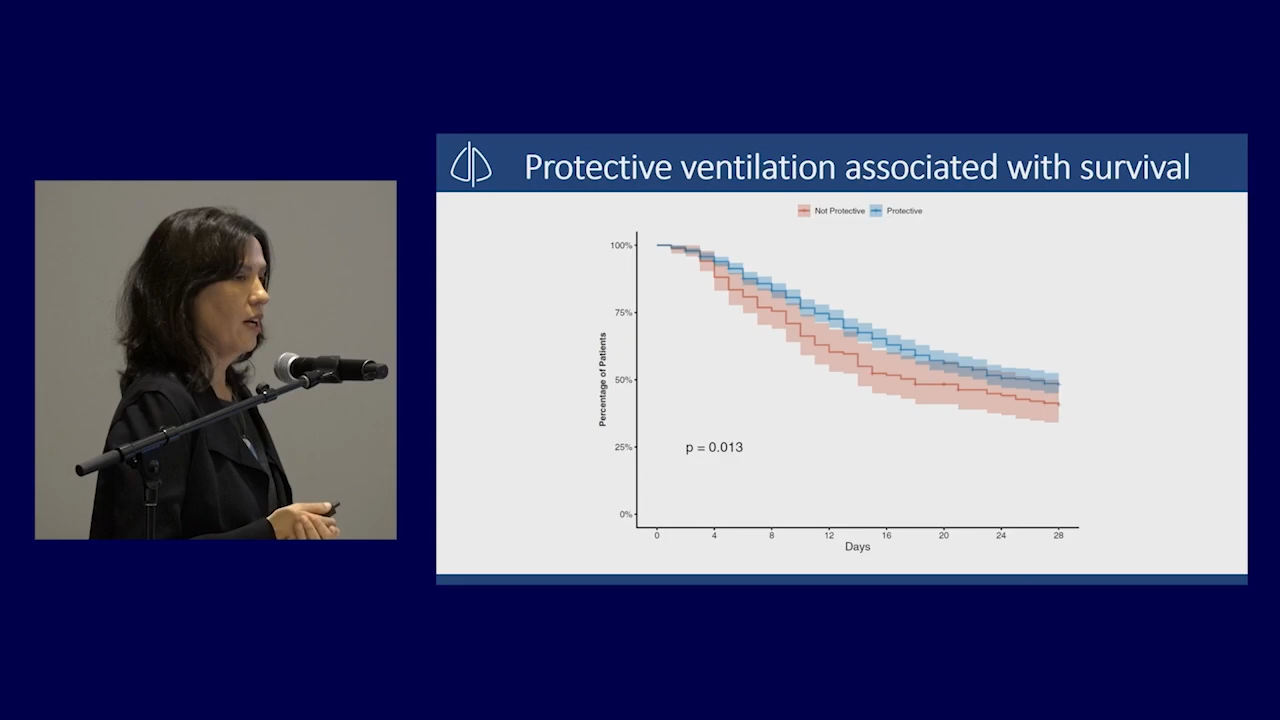 Protective ventilation associated with survival
Not Protective
Protective
100%
75%
50%
25%
0%
Percentage of Patients
p = 0.013
0 4 8 12 16 20 24 28
Days